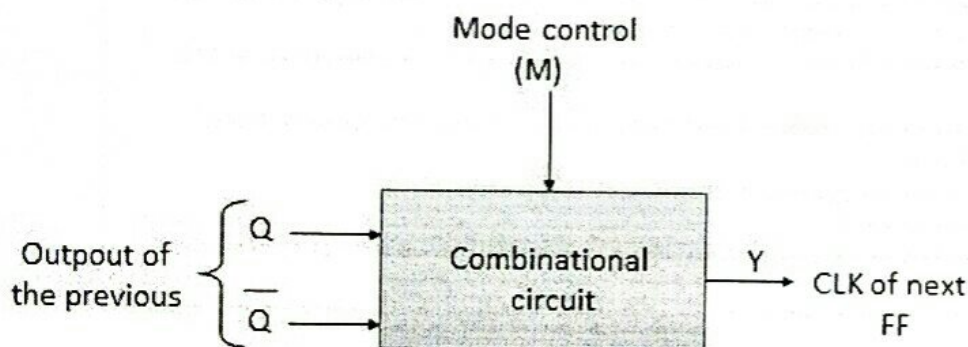 Mode control
(M)
Q
Outpout of
the previous
Q̅
Combinational
circuit
Y
CLK of next
FF